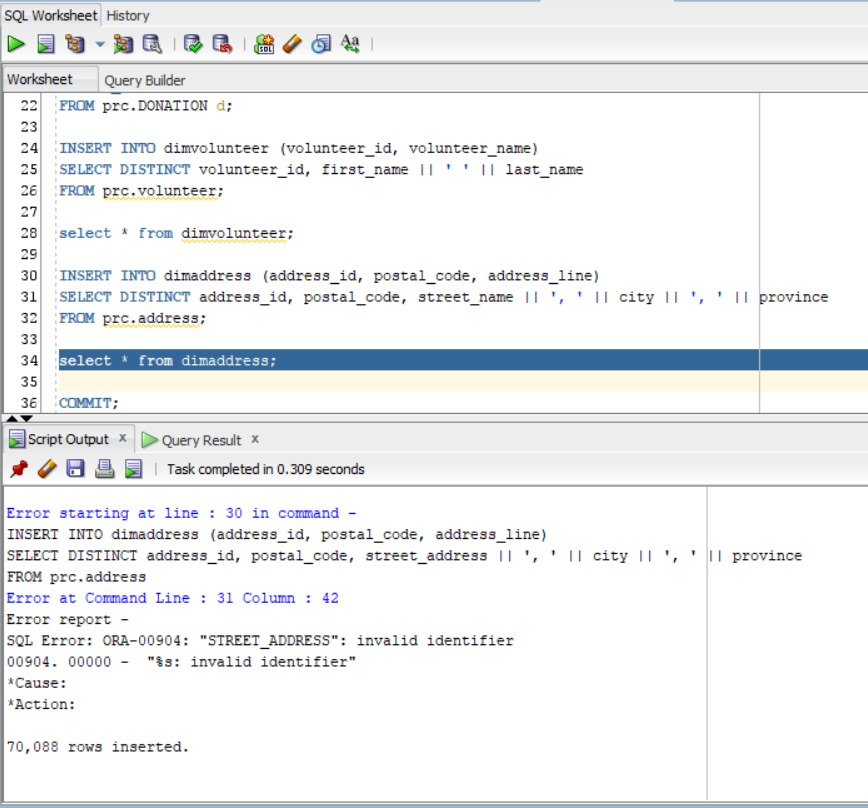 SQL Worksheet History
Worksheet Query Builder
22 FROM prc.DONATION d;
23
24 INSERT INTO dimvolunteer (volunteer_id, volunteer_name)
25 SELECT DISTINCT volunteer_id, first_name || ' ' || last_name
26 FROM prc.volunteer;
27
28 select * from dimvolunteer;
29
30 INSERT INTO dimaddress (address_id, postal_code, address_line)
31 SELECT DISTINCT address_id, postal_code, street_name || ', ' || city || ', ' || province
32 FROM prc.address;
33
34 select * from dimaddress;
35
36 COMMIT;
Script Output x Query Result x
Task completed in 0.309 seconds
Error starting at line : 30 in command -
INSERT INTO dimaddress (address_id, postal_code, address_line)
SELECT DISTINCT address_id, postal_code, street_address || ', ' || city || ', ' || province
FROM prc.address
Error at Command Line : 31 Column : 42
Error report -
SQL Error: ORA-00904: "STREET_ADDRESS": invalid identifier
00904. 00000 -  "%s: invalid identifier"
*Cause:
*Action:
70,088 rows inserted.